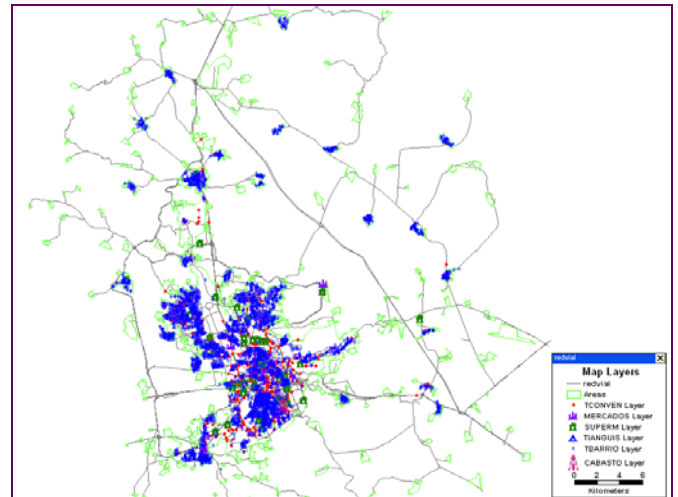 redvial
Map Layers
redvial
Areas
TCONVEN Layer
MERCADOS Layer
SUPERM Layer
TIANGUIS Layer
TBARRIO Layer
CABASTO Layer
0 2 4 6
Kilometers